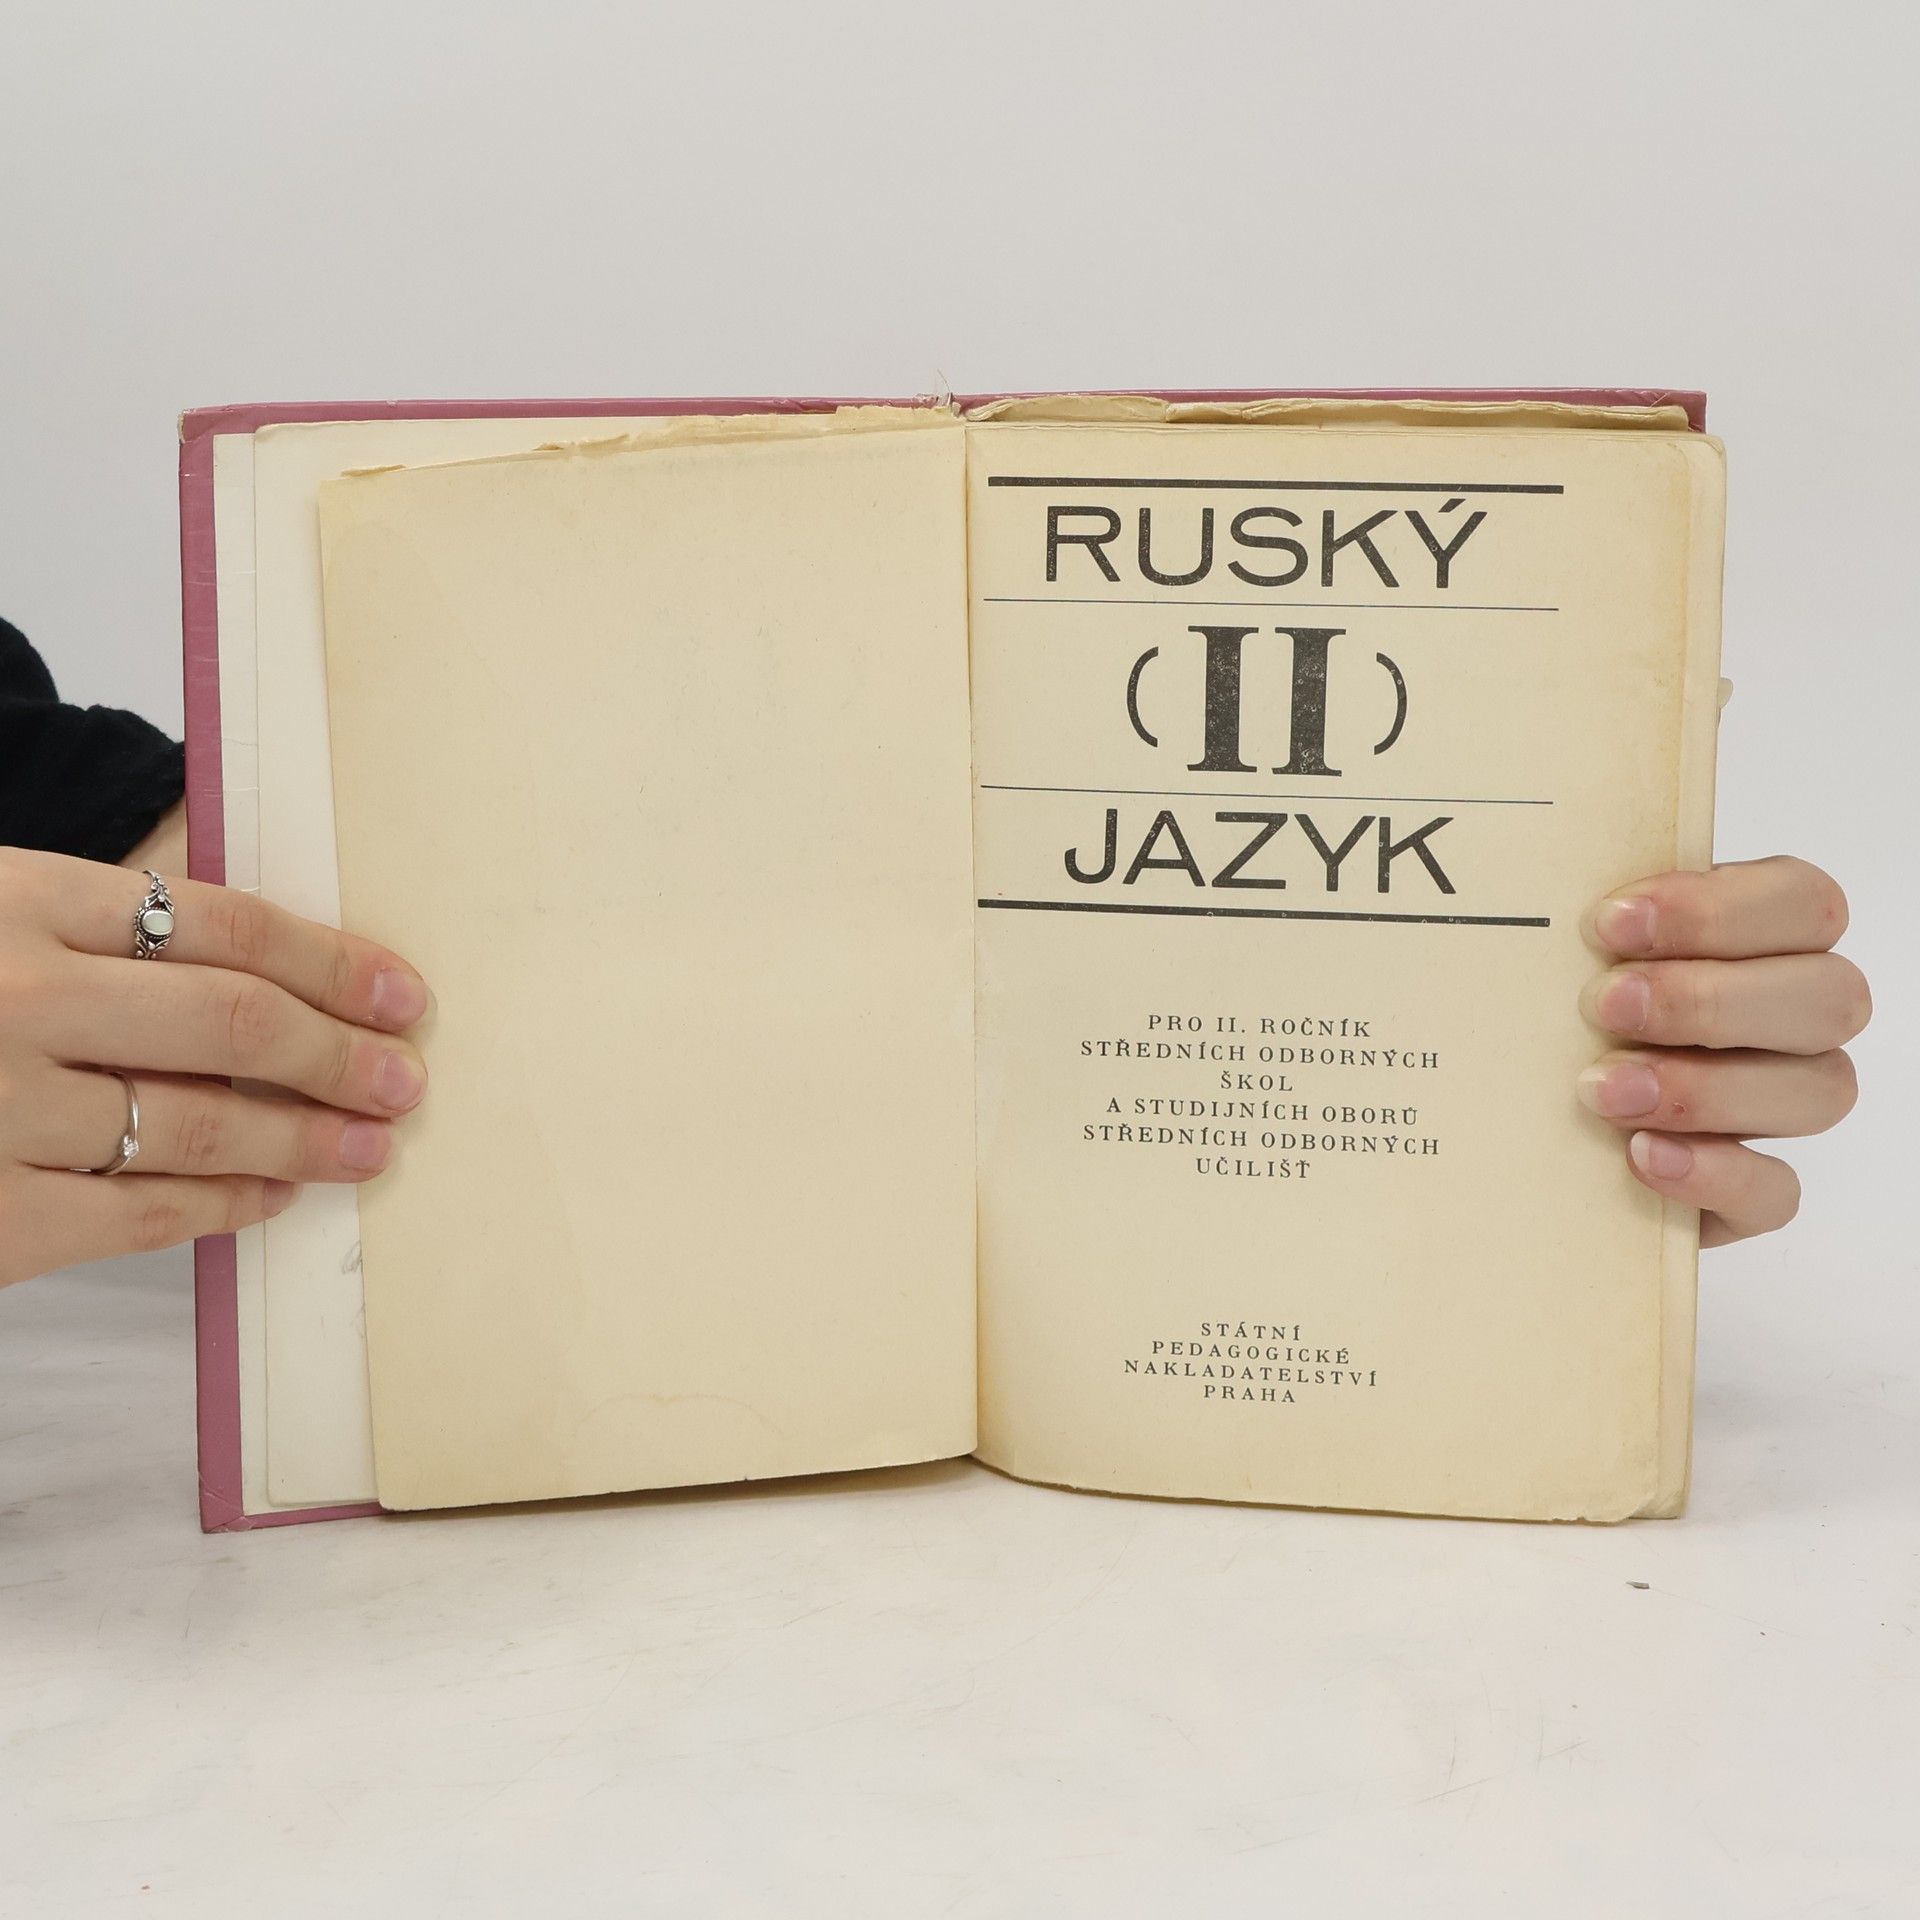 RUSKÝ
(II)
JAZYK
PRO II. ROČNÍK
STŘEDNÍCH ODBORNÝCH
ŠKOL
A STUDIJNÍCH OBORŮ
STŘEDNÍCH ODBORNÝCH
UČILIŠŤ
STÁTNÍ
PEDAGOGICKÉ
NAKLADATELSTVÍ
PRAHA